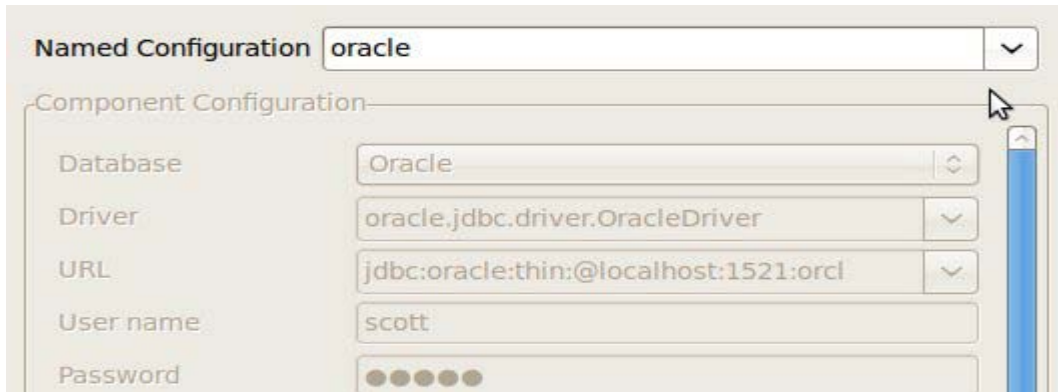 Named Configuration oracle
Component Configuration
Database Oracle
Driver oracle.jdbc.driver.OracleDriver
URL jdbc:oracle:thin:@localhost:1521:orcl
User name scott
Password ●●●●●